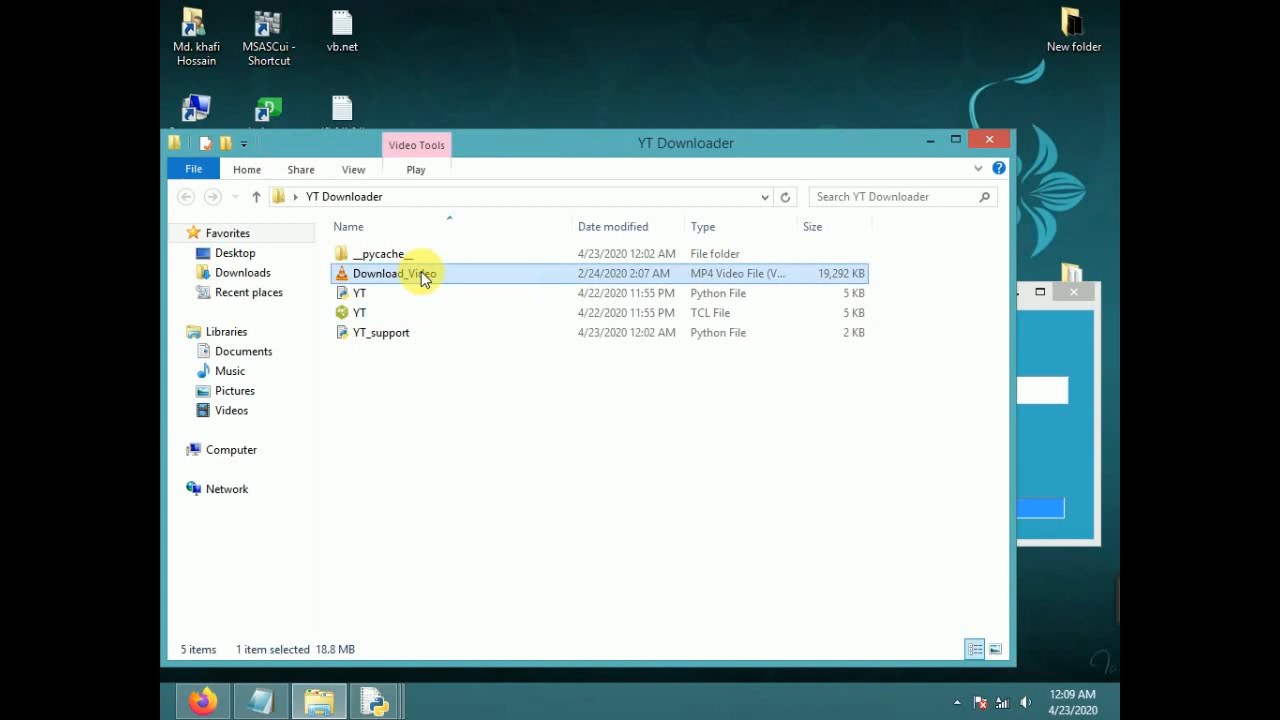 Md. khafi Hossain
MSASCui - Shortcut
vb.net
New folder
Video Tools
YT Downloader
File
Home
Share
View
Play
YT Downloader
Search YT Downloader
Name
Date modified
Type
Size
Favorites
Desktop
Downloads
Recent places
Libraries
Documents
Music
Pictures
Videos
Computer
Network
__pycache__
4/23/2020 12:02 AM
File folder
Download_Video
2/24/2020 2:07 AM
MP4 Video File (V...
19,292 KB
YT
4/22/2020 11:55 PM
Python File
5 KB
YT
4/22/2020 11:55 PM
TCL File
5 KB
YT_support
4/23/2020 12:02 AM
Python File
2 KB
5 items
1 item selected 18.8 MB
12:09 AM
4/23/2020